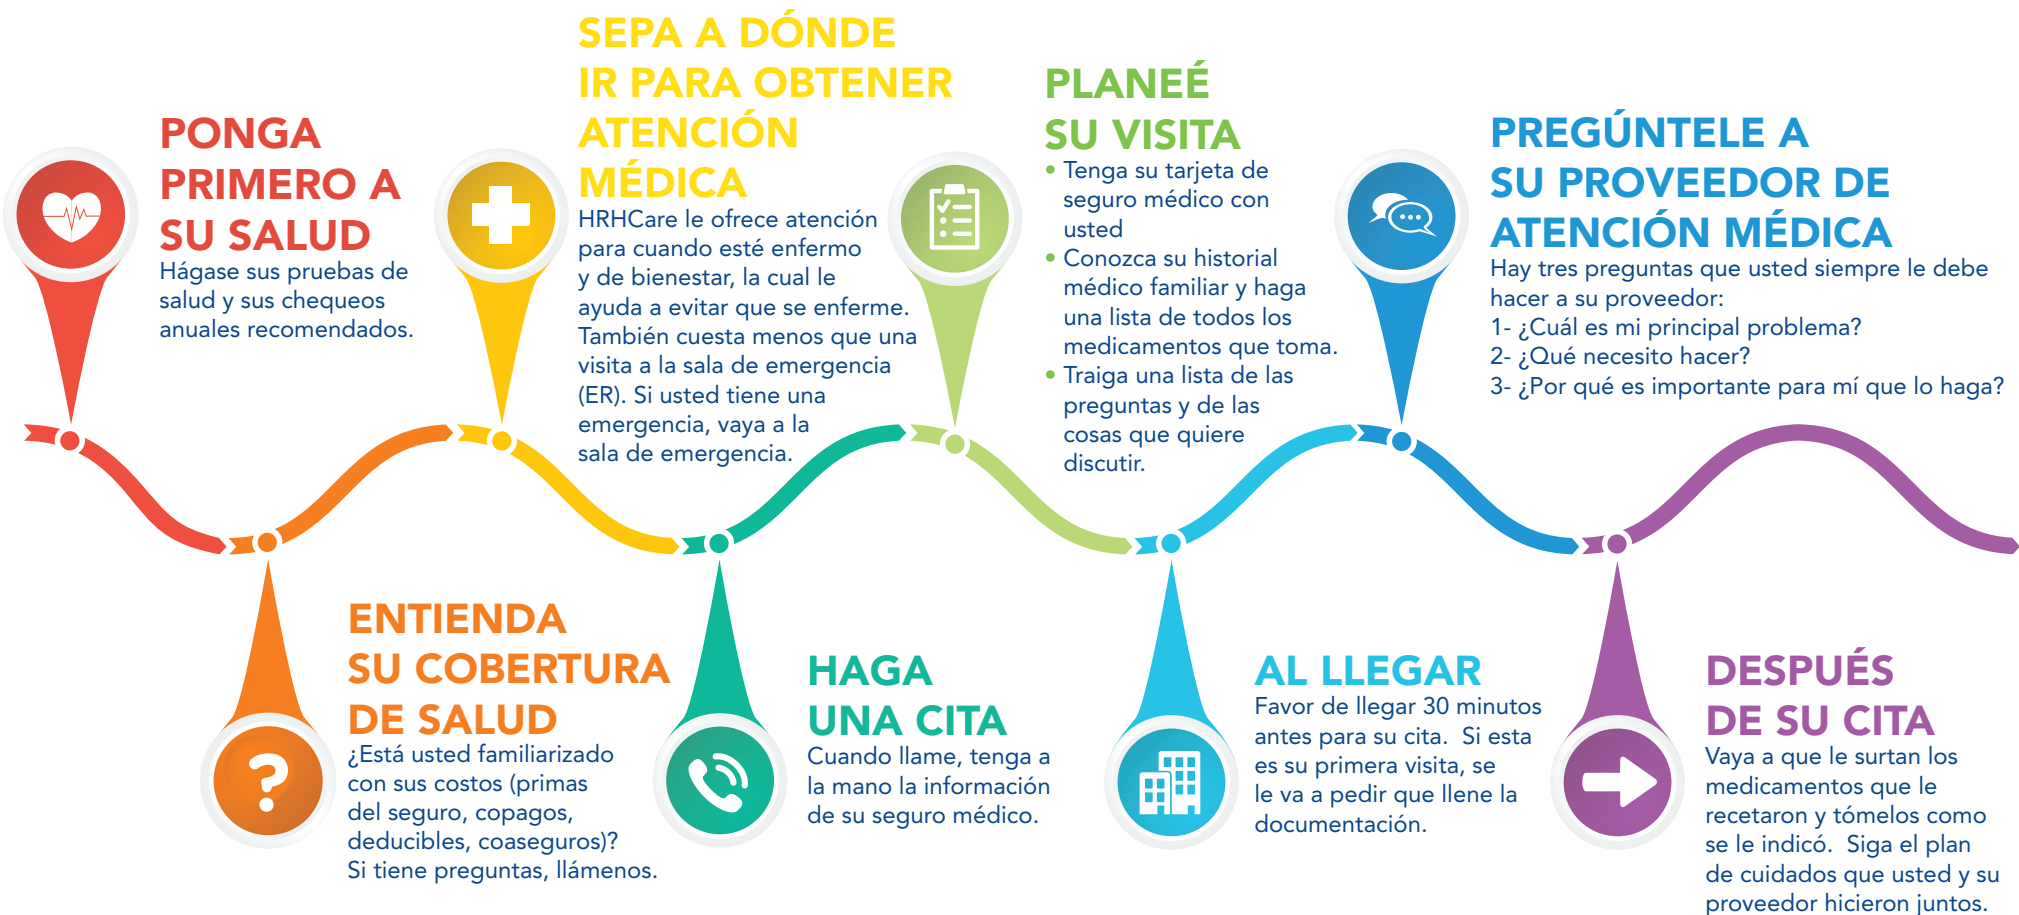 PONGA
PRIMERO A
SU SALUD
Hágase sus pruebas de
salud y sus chequeos
anuales recomendados.
ENTIENDA
SU COBERTURA
DE SALUD
¿Está usted familiarizado
con sus costos (primas
del seguro, copagos,
deducibles, coaseguros)?
Si tiene preguntas, llámenos.
SEPA A DÓNDE
IR PARA OBTENER
ATENCIÓN
MÉDICA
HRHCare le ofrece atención
para cuando esté enfermo
y de bienestar, la cual le
ayuda a evitar que se enferme.
También cuesta menos que una
visita a la sala de emergencia
(ER). Si usted tiene una
emergencia, vaya a la
sala de emergencia.
HAGA
UNA CITA
Cuando llame, tenga a
la mano la información
de su seguro médico.
PLANEÉ
SU VISITA
• Tenga su tarjeta de
seguro médico con
usted
• Conozca su historial
médico familiar y haga
una lista de todos los
medicamentos que toma.
• Traiga una lista de las
preguntas y de las
cosas que quiere
discutir.
AL LLEGAR
Favor de llegar 30 minutos
antes para su cita.  Si esta
es su primera visita, se
le va a pedir que llene la
documentación.
PREGÚNTELE A
SU PROVEEDOR DE
ATENCIÓN MÉDICA
Hay tres preguntas que usted siempre le debe
hacer a su proveedor:
1- ¿Cuál es mi principal problema?
2- ¿Qué necesito hacer?
3- ¿Por qué es importante para mí que lo haga?
DESPUÉS
DE SU CITA
Vaya a que le surtan los
medicamentos que le
recetaron y tómelos como
se le indicó.  Siga el plan
de cuidados que usted y su
proveedor hicieron juntos.